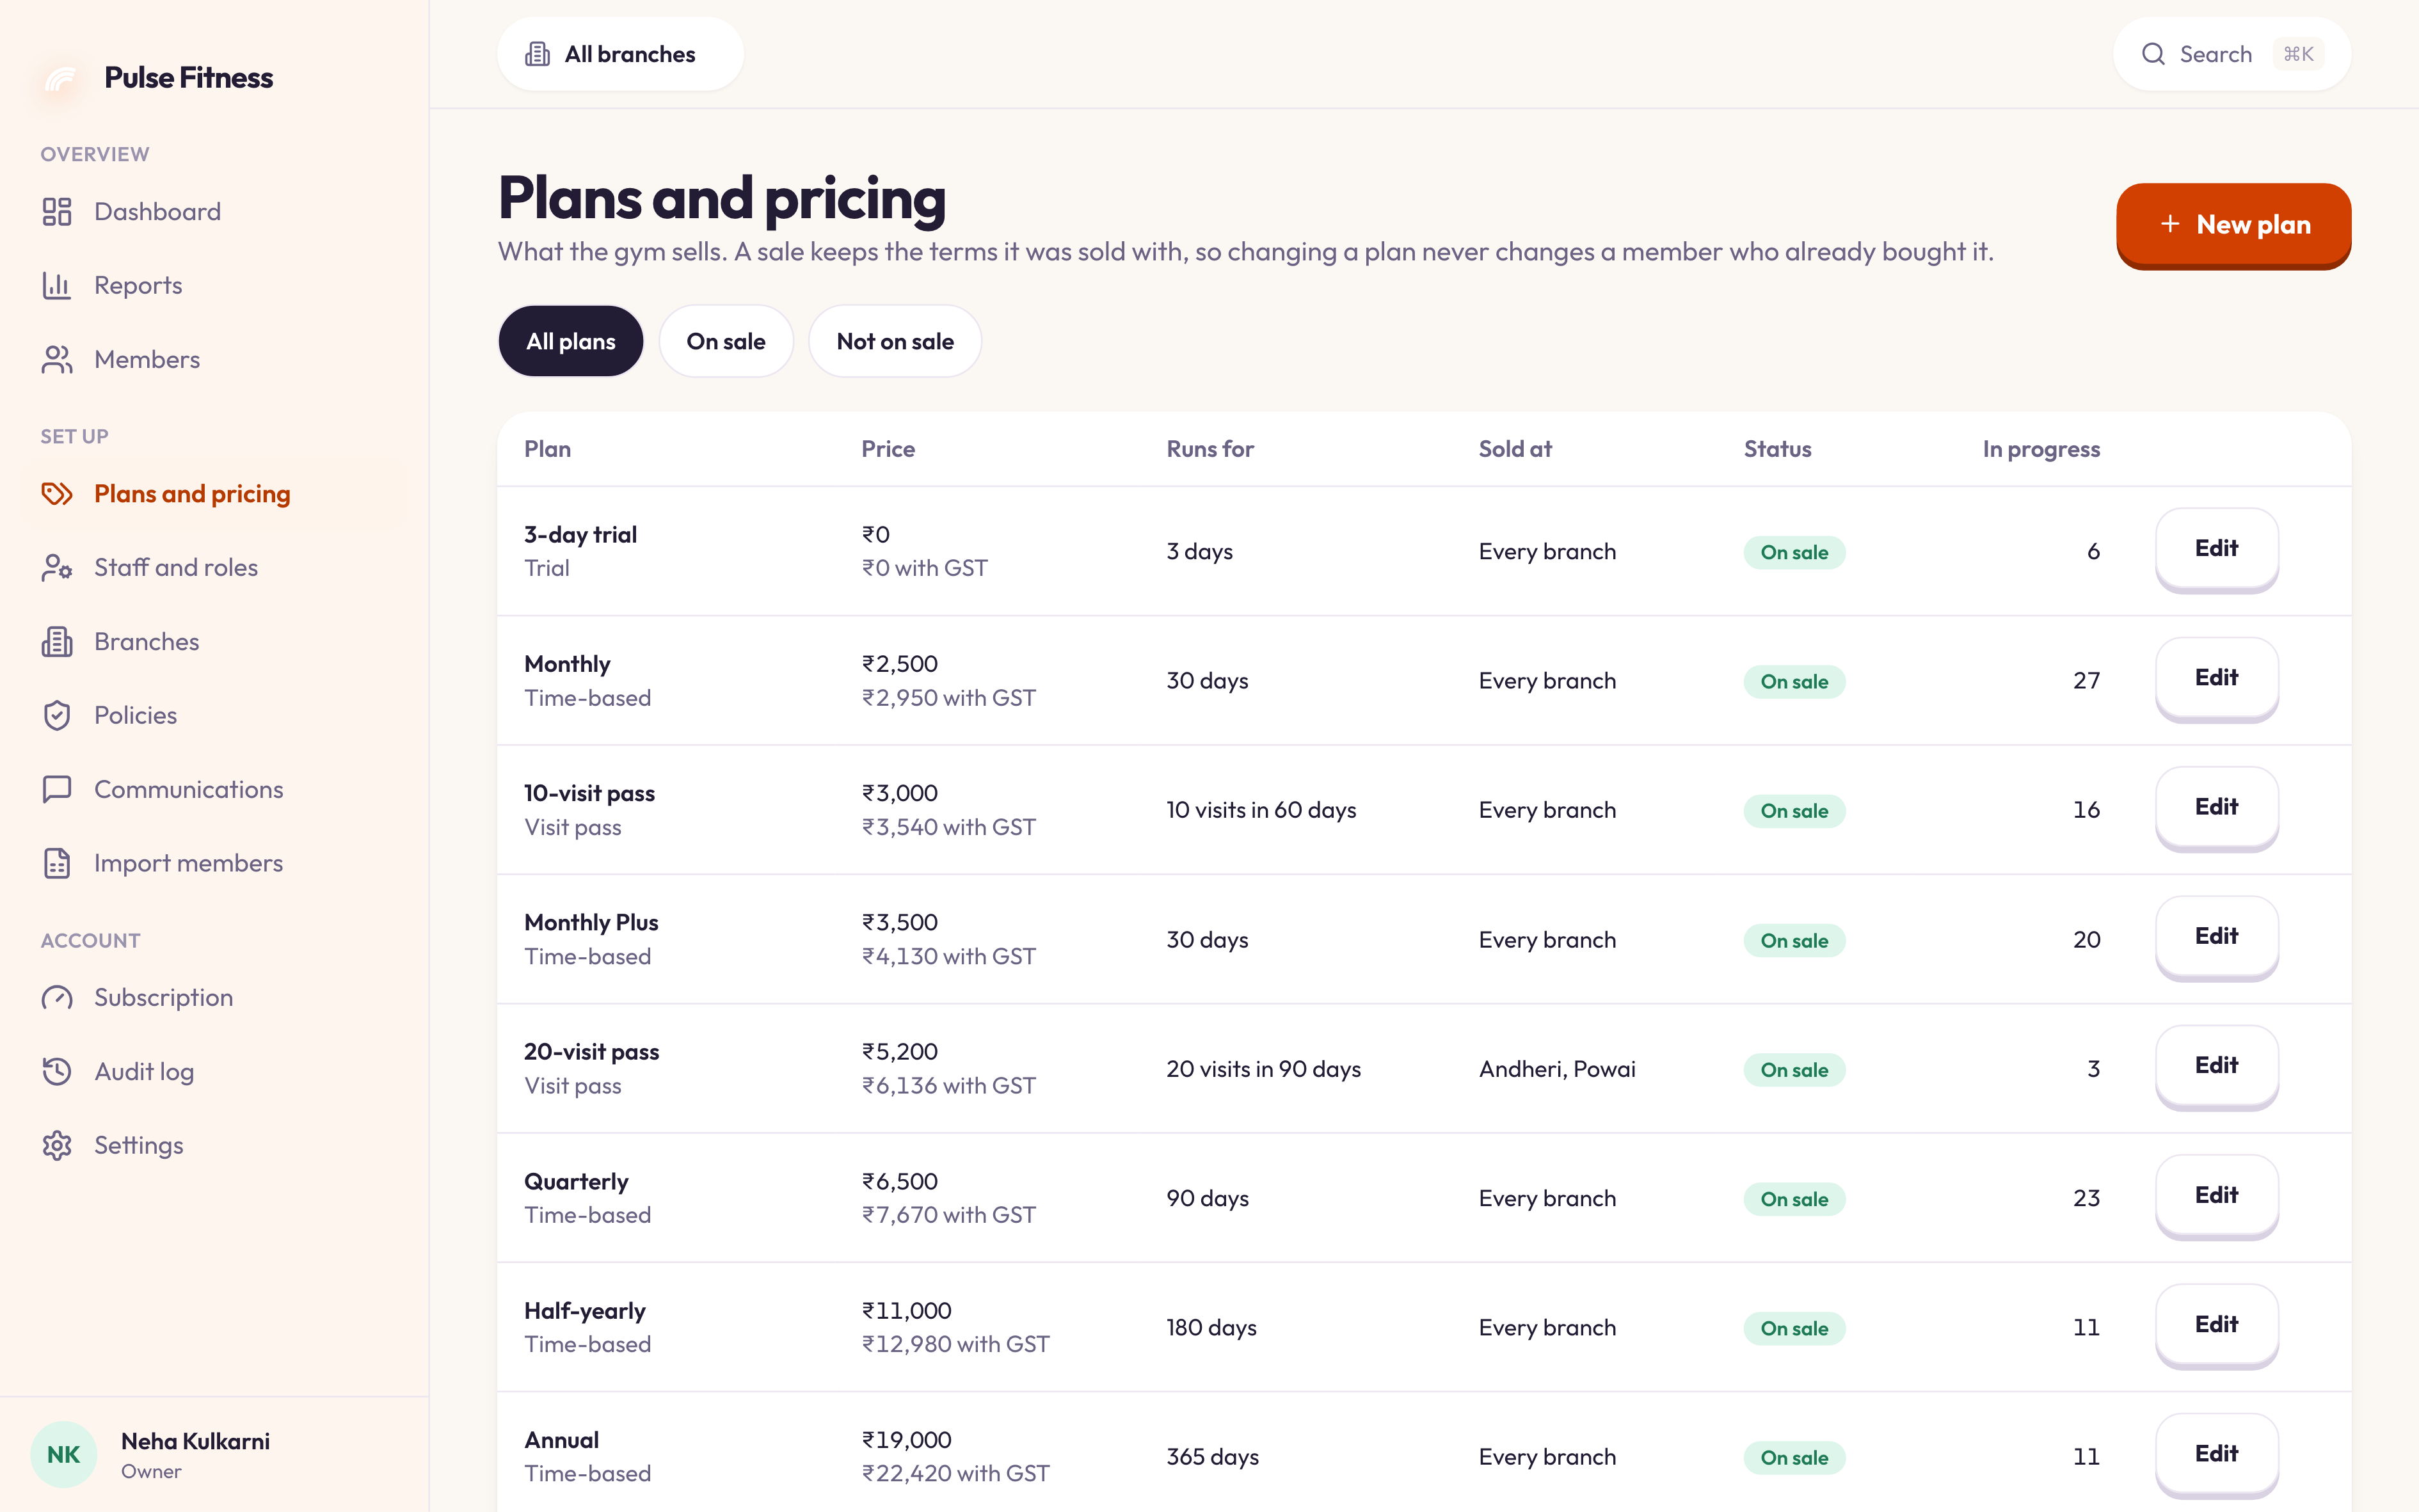 Pulse Fitness
OVERVIEW
Dashboard
Reports
Members
SET UP
Plans and pricing
Staff and roles
Branches
Policies
Communications
Import members
ACCOUNT
Subscription
Audit log
Settings
NK
Neha Kulkarni
Owner
All branches
Search ⌘K
Plans and pricing
What the gym sells. A sale keeps the terms it was sold with, so changing a plan never changes a member who already bought it.
+ New plan
All plans On sale Not on sale
Plan Price Runs for Sold at Status In progress
3-day trial ₹0
Trial ₹0 with GST
3 days Every branch On sale 6 Edit
Monthly ₹2,500
Time-based ₹2,950 with GST
30 days Every branch On sale 27 Edit
10-visit pass ₹3,000
Visit pass ₹3,540 with GST
10 visits in 60 days Every branch On sale 16 Edit
Monthly Plus ₹3,500
Time-based ₹4,130 with GST
30 days Every branch On sale 20 Edit
20-visit pass ₹5,200
Visit pass ₹6,136 with GST
20 visits in 90 days Andheri, Powai On sale 3 Edit
Quarterly ₹6,500
Time-based ₹7,670 with GST
90 days Every branch On sale 23 Edit
Half-yearly ₹11,000
Time-based ₹12,980 with GST
180 days Every branch On sale 11 Edit
Annual ₹19,000
Time-based ₹22,420 with GST
365 days Every branch On sale 11 Edit